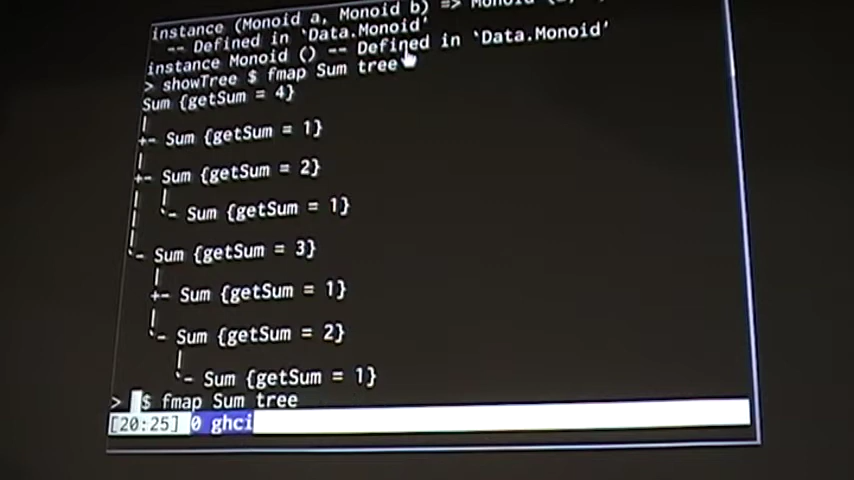 instance (Monoid a, Monoid b) => Monoid
-- Defined in ‘Data.Monoid’
instance Monoid () -- Defined in ‘Data.Monoid’
> showTree $ fmap Sum tree
Sum {getSum = 4}
|
+- Sum {getSum = 1}
|
+- Sum {getSum = 2}
|  |
|  `- Sum {getSum = 1}
|
`- Sum {getSum = 3}
   |
   +- Sum {getSum = 1}
   |
   `- Sum {getSum = 2}
      |
      `- Sum {getSum = 1}
> $ fmap Sum tree
[20:25] 0 ghci